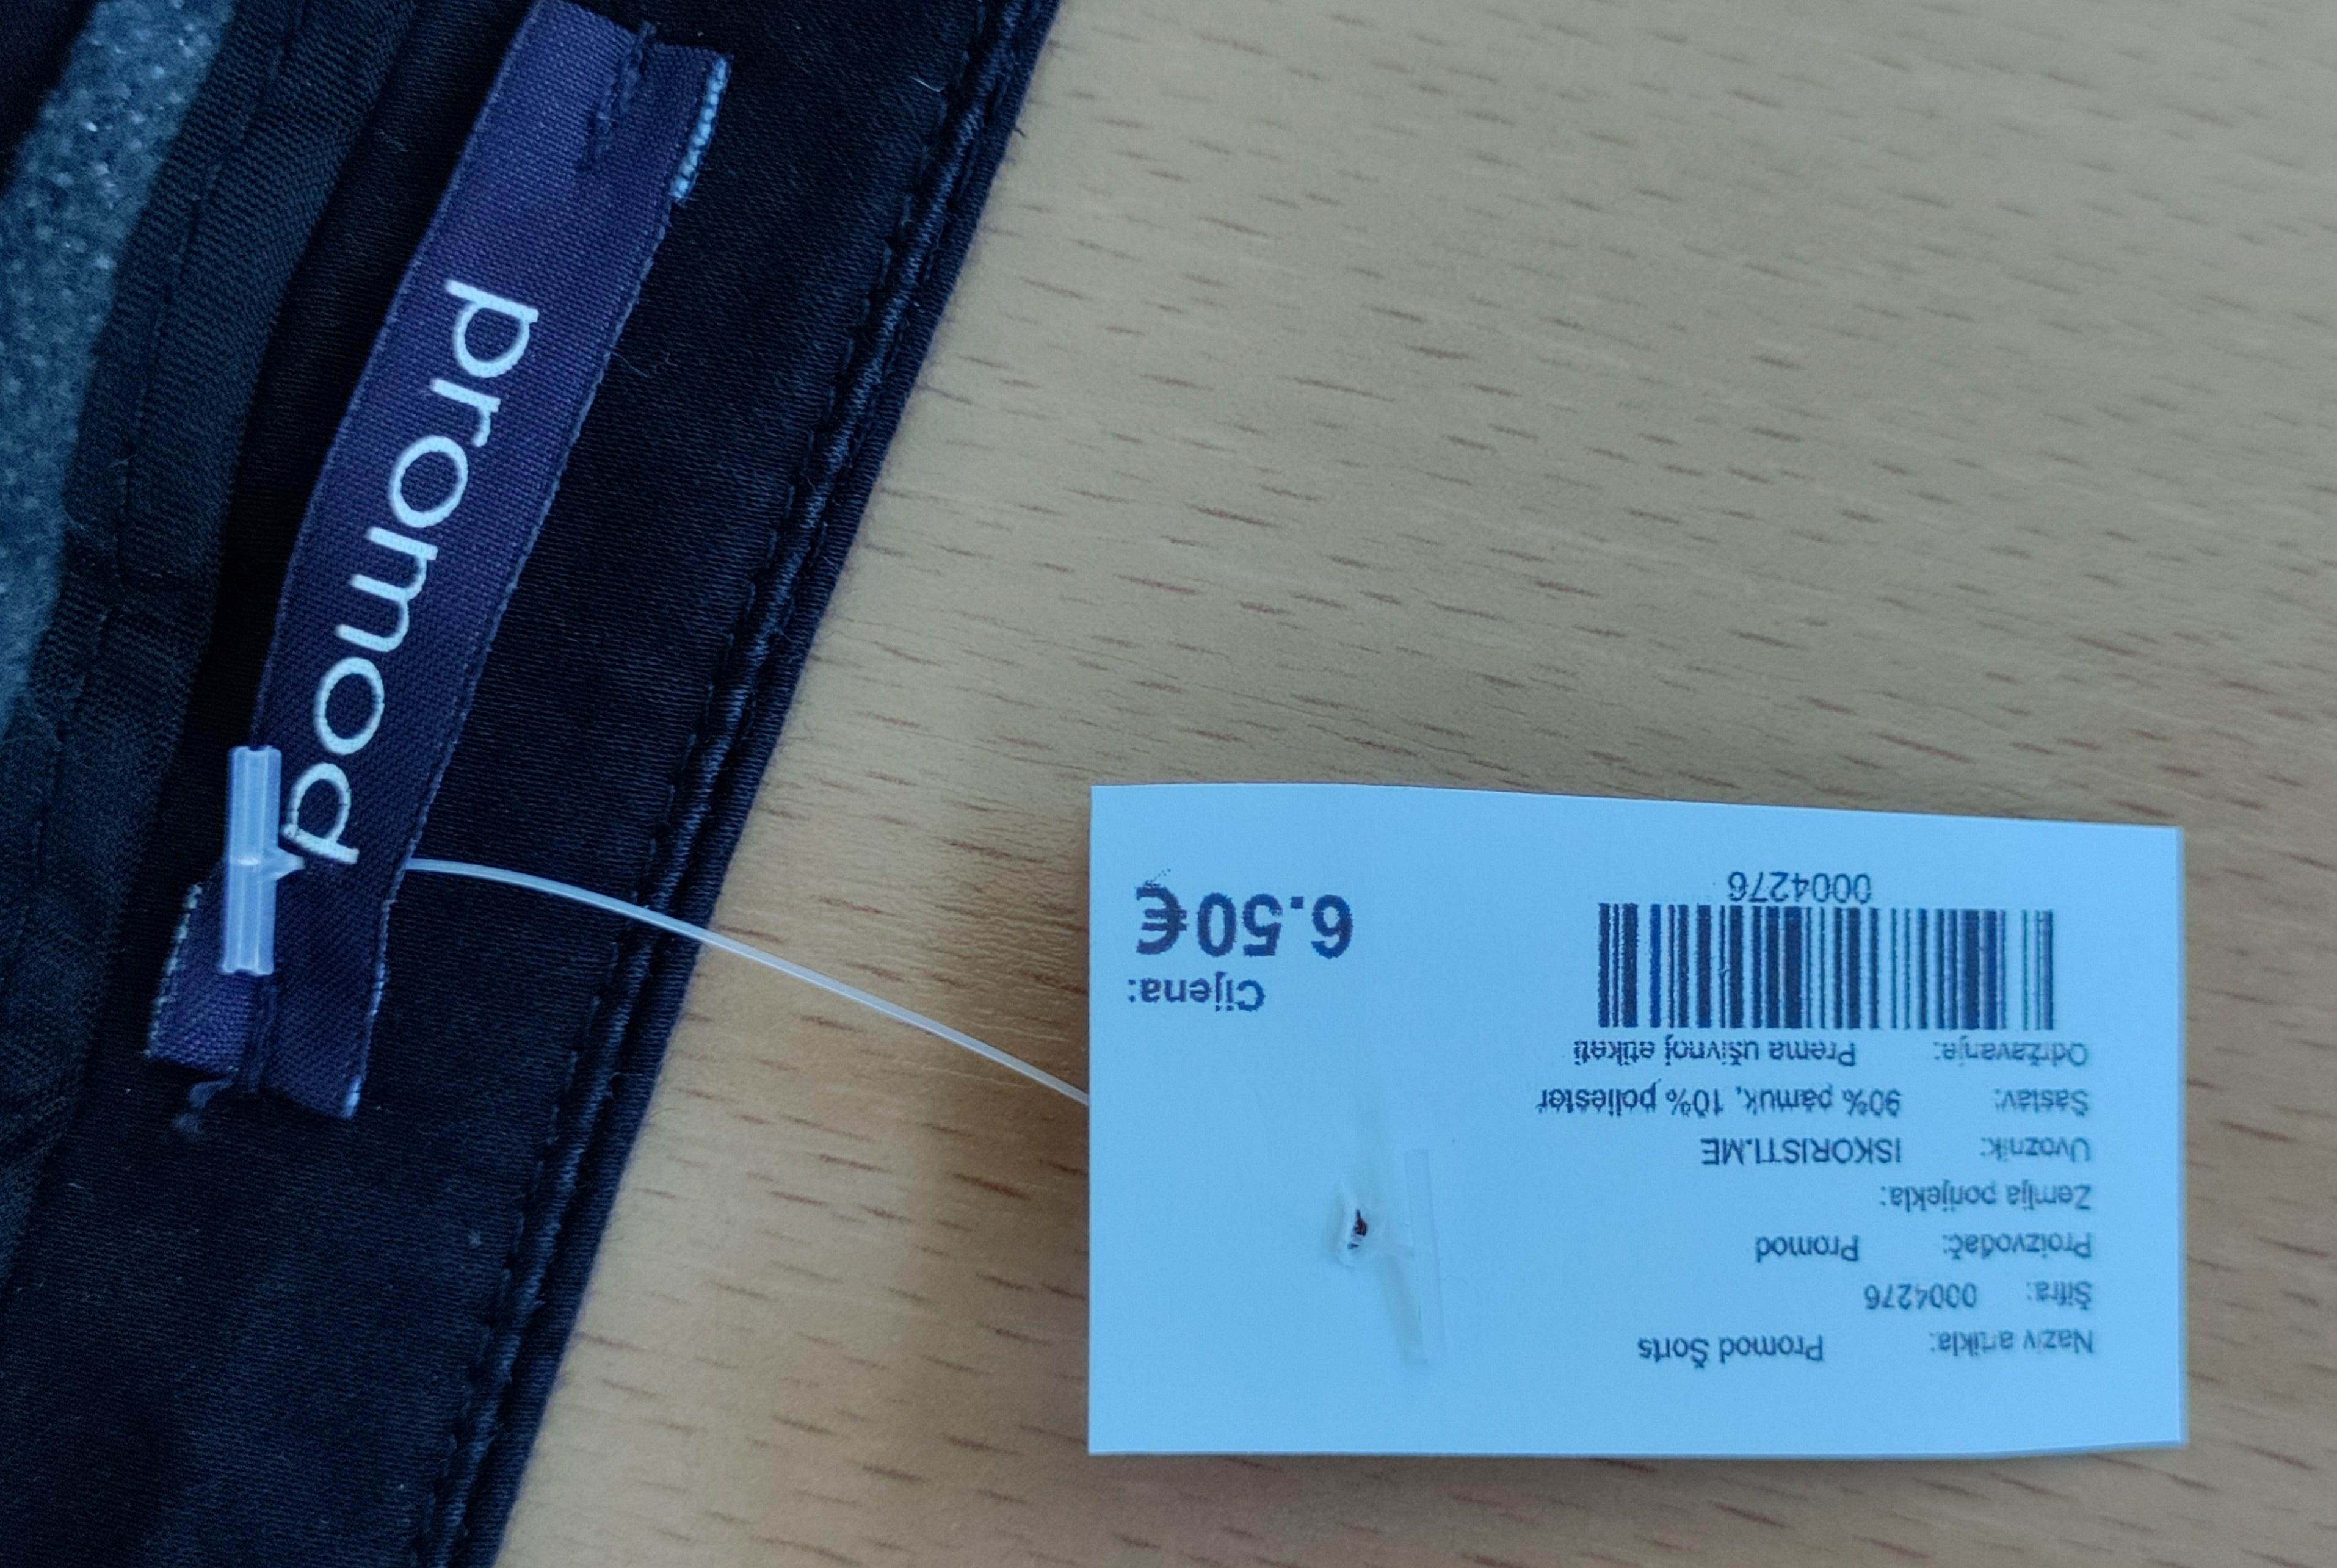 promod
Naziv artikla: Promod Šorts
Šifra: 0004276
Proizvođač: Promod
Zemlja porijekla:
Uvoznik: ISKORISTI.ME
Sastav: 90% pamuk, 10% poliester
Održavanje: Prema ušivnoj etiketi
0004276
Cijena:
6.50€